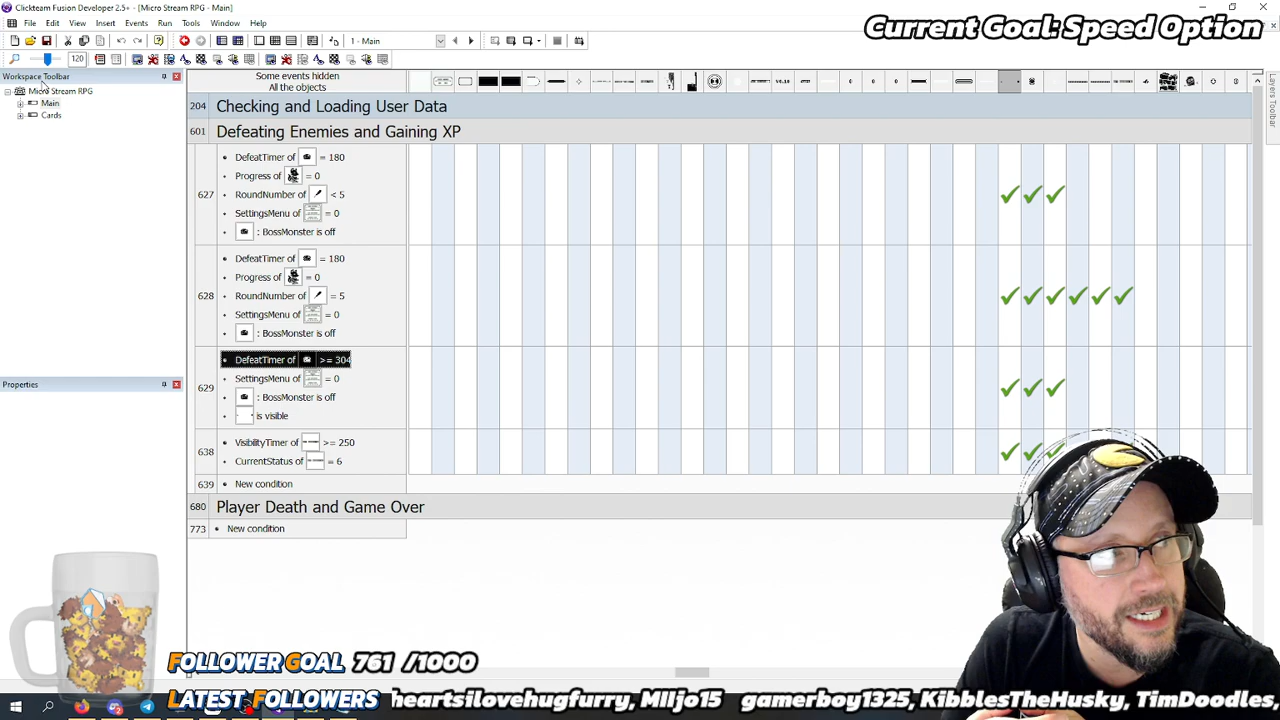 Clickteam Fusion Developer 2.5+ - [Micro Stream RPG - Main]
File Edit View Insert Events Run Tools Window Help
Current Goal: Speed Option
1 - Main
120
Workspace Toolbar
Micro Stream RPG
Main
Cards
Properties
Layers Toolbar
Some events hidden
All the objects
204 Checking and Loading User Data
601 Defeating Enemies and Gaining XP
627
DefeatTimer of = 180
Progress of = 0
RoundNumber of < 5
SettingsMenu of = 0
: BossMonster is off
628
DefeatTimer of = 180
Progress of = 0
RoundNumber of = 5
SettingsMenu of = 0
: BossMonster is off
629
DefeatTimer of >= 304
SettingsMenu of = 0
: BossMonster is off
is visible
638
VisibilityTimer of >= 250
CurrentStatus of = 6
639 New condition
680 Player Death and Game Over
773 New condition
Follower Goal 761 /1000
Latest Followers heartsilovehugfurry, MIljo15 gamerboy1325, KibblesTheHusky, TimDoodles,